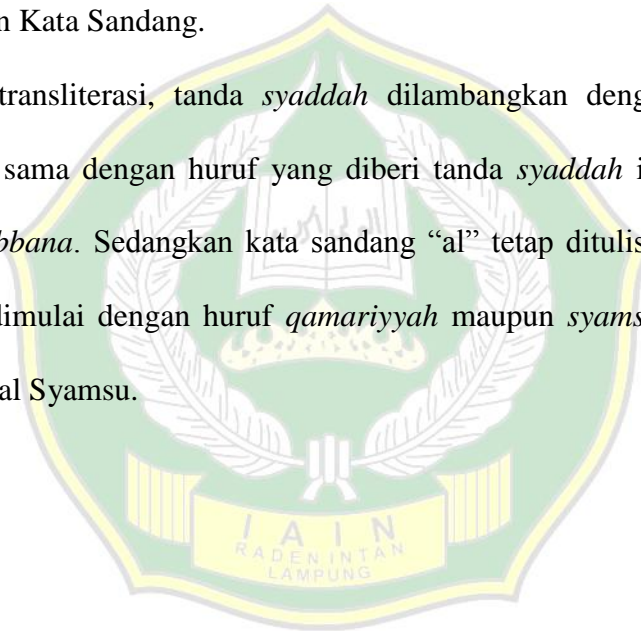 n Kata Sandang.
transliterasi, tanda syaddah dilambangkan deng
sama dengan huruf yang diberi tanda syaddah i
bbana. Sedangkan kata sandang “al” tetap ditulis
dimulai dengan huruf qamariyyah maupun syams
al Syamsu.
I A I N
RADEN INTAN
LAMPUNG